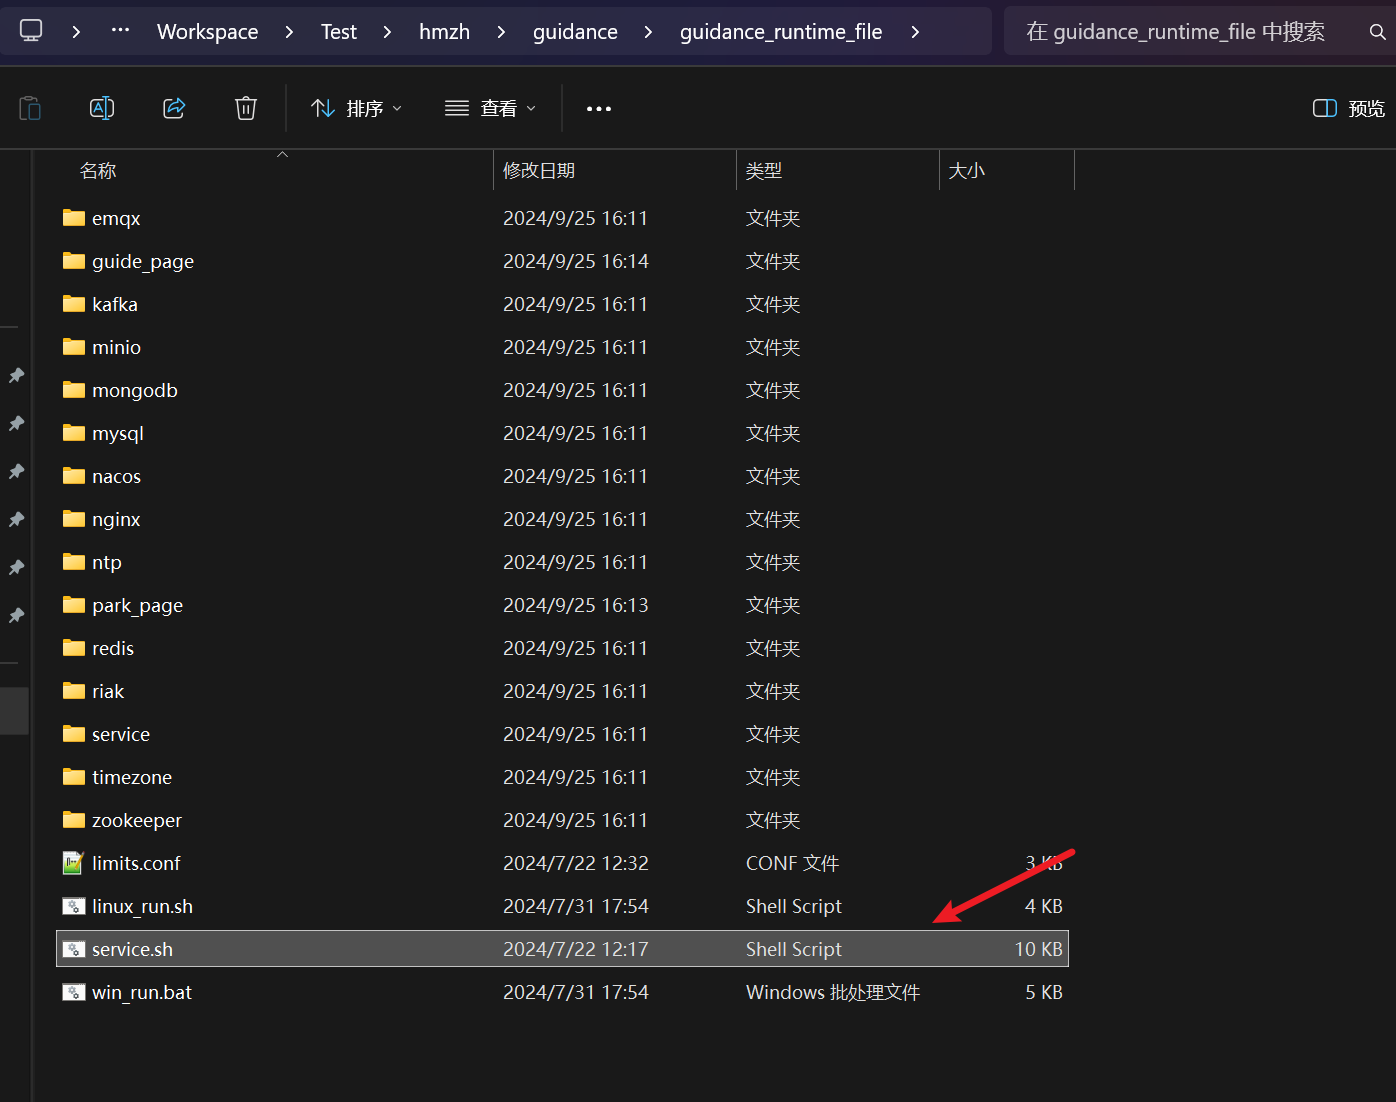 Workspace Test hmzh guidance guidance_runtime_file 在 guidance_runtime_file 中搜索
排序 查看 预览
名称 修改日期 类型 大小
emqx 2024/9/25 16:11 文件夹
guide_page 2024/9/25 16:14 文件夹
kafka 2024/9/25 16:11 文件夹
minio 2024/9/25 16:11 文件夹
mongodb 2024/9/25 16:11 文件夹
mysql 2024/9/25 16:11 文件夹
nacos 2024/9/25 16:11 文件夹
nginx 2024/9/25 16:11 文件夹
ntp 2024/9/25 16:11 文件夹
park_page 2024/9/25 16:13 文件夹
redis 2024/9/25 16:11 文件夹
riak 2024/9/25 16:11 文件夹
service 2024/9/25 16:11 文件夹
timezone 2024/9/25 16:11 文件夹
zookeeper 2024/9/25 16:11 文件夹
limits.conf 2024/7/22 12:32 CONF 文件 3 KB
linux_run.sh 2024/7/31 17:54 Shell Script 4 KB
service.sh 2024/7/22 12:17 Shell Script 10 KB
win_run.bat 2024/7/31 17:54 Windows 批处理文件 5 KB